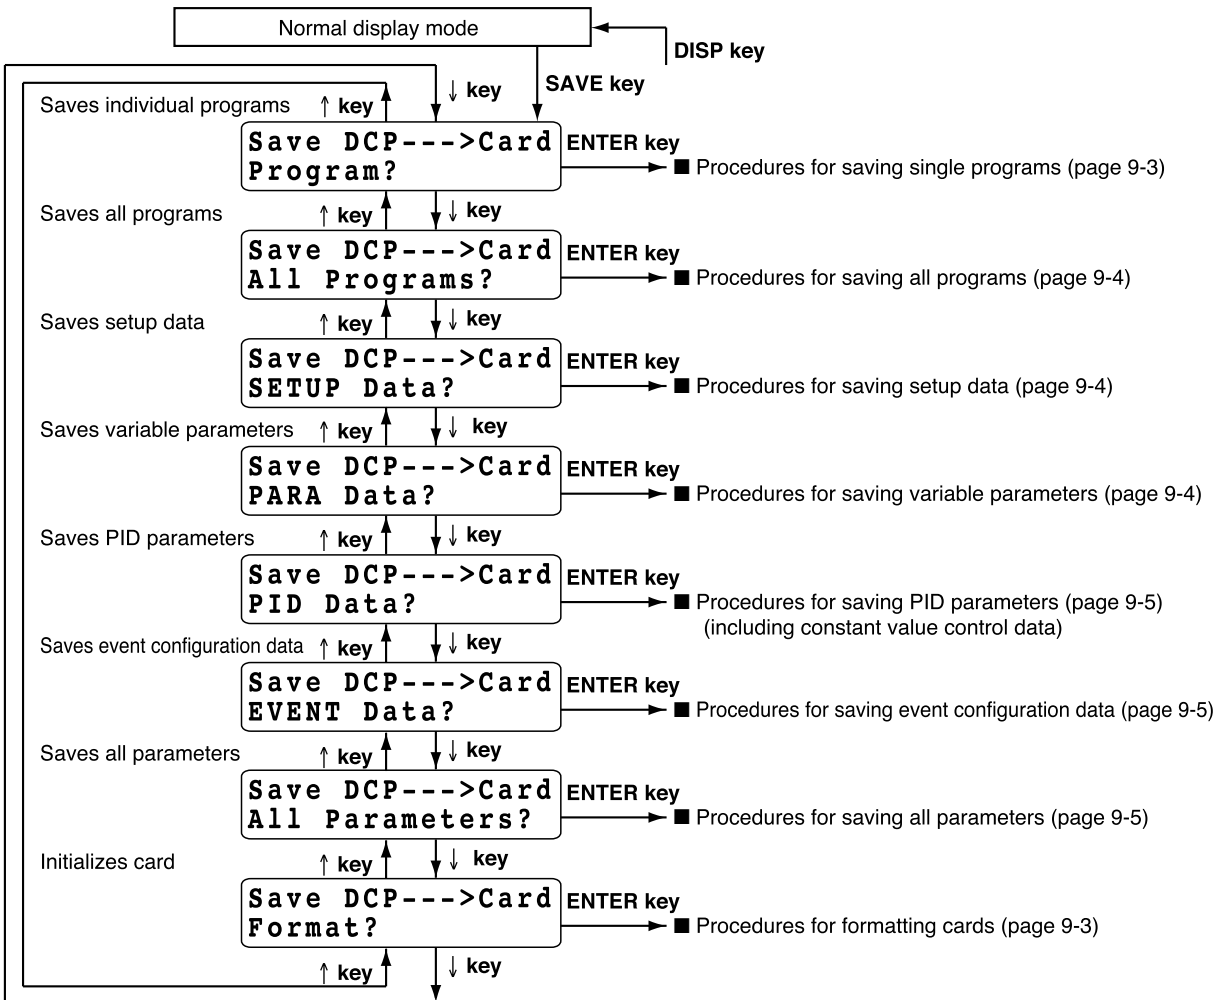 Normal display mode
DISP key
SAVE key
↓ key
Saves individual programs
↑ key
Save DCP--->Card
Program?
ENTER key
■ Procedures for saving single programs (page 9-3)
Saves all programs
↑ key
↓ key
Save DCP--->Card
All Programs?
ENTER key
■ Procedures for saving all programs (page 9-4)
Saves setup data
↑ key
↓ key
Save DCP--->Card
SETUP Data?
ENTER key
■ Procedures for saving setup data (page 9-4)
Saves variable parameters
↑ key
↓ key
Save DCP--->Card
PARA Data?
ENTER key
■ Procedures for saving variable parameters (page 9-4)
Saves PID parameters
↑ key
↓ key
Save DCP--->Card
PID Data?
ENTER key
■ Procedures for saving PID parameters (page 9-5)
(including constant value control data)
Saves event configuration data
↑ key
↓ key
Save DCP--->Card
EVENT Data?
ENTER key
■ Procedures for saving event configuration data (page 9-5)
Saves all parameters
↑ key
↓ key
Save DCP--->Card
All Parameters?
ENTER key
■ Procedures for saving all parameters (page 9-5)
Initializes card
↑ key
↓ key
Save DCP--->Card
Format?
ENTER key
■ Procedures for formatting cards (page 9-3)
↑ key
↓ key